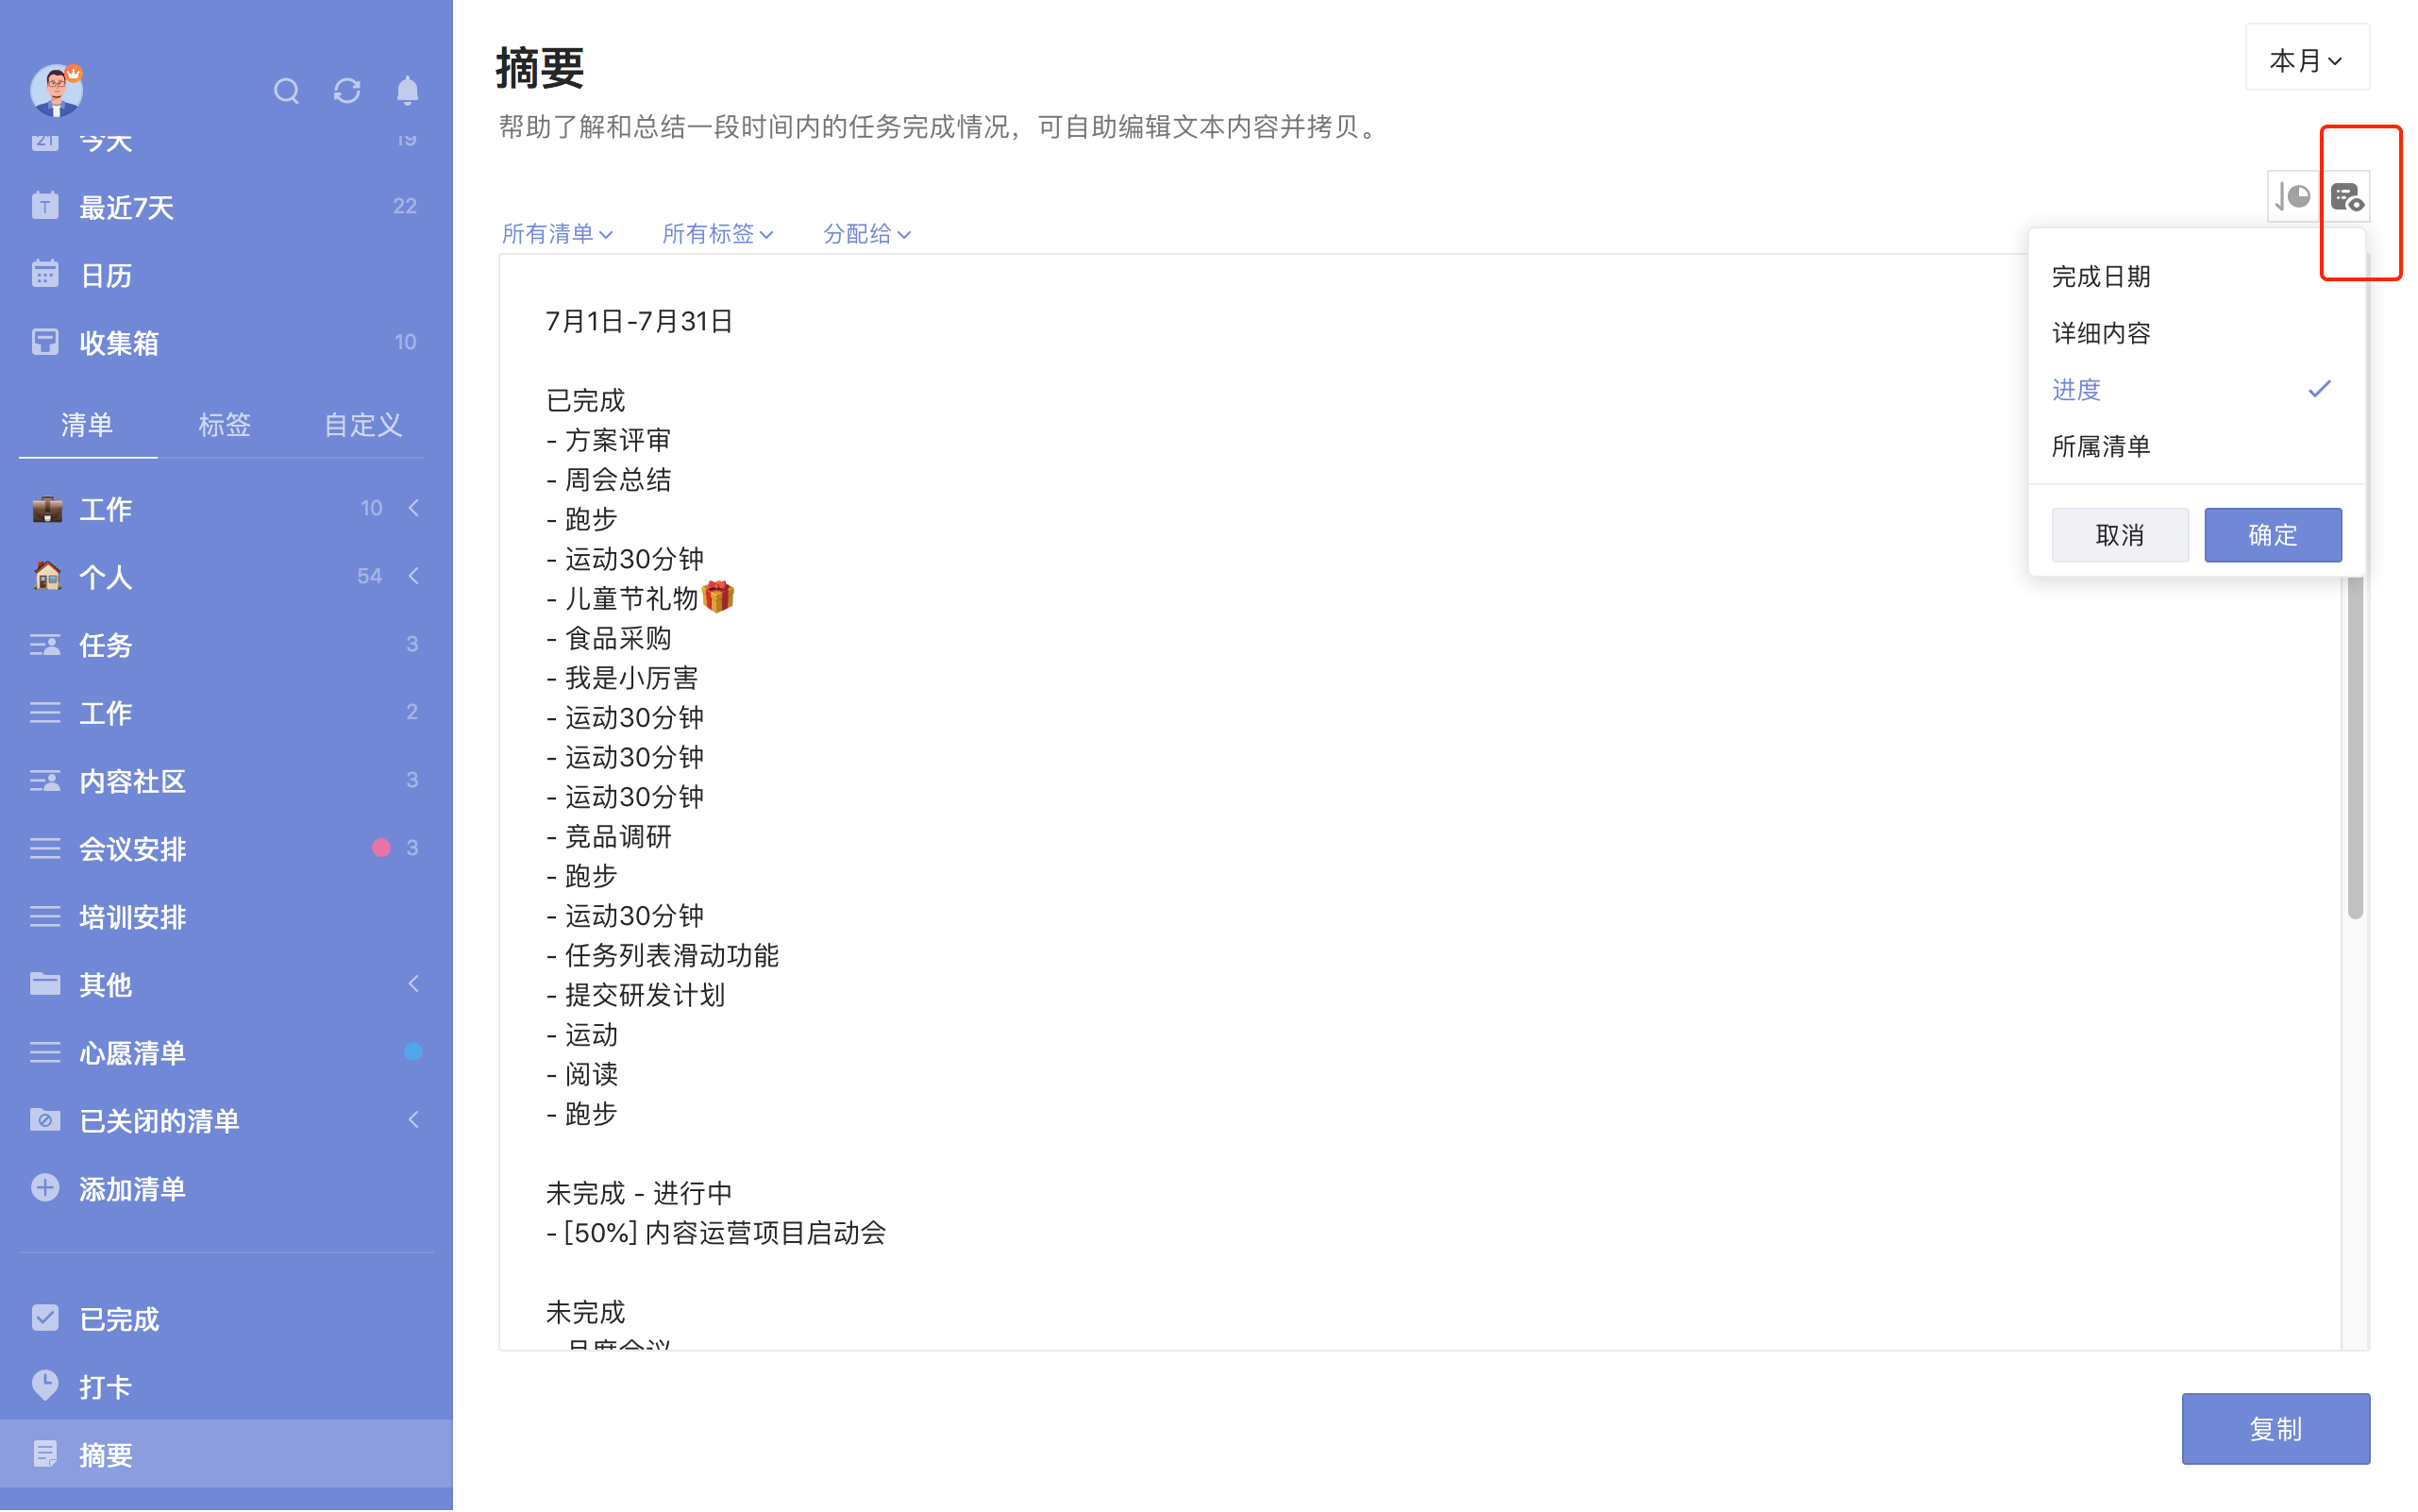 今天 19
最近7天 22
日历
收集箱 10
清单 标签 自定义
工作 10
个人 54
任务 3
工作 2
内容社区 3
会议安排 3
培训安排
其他
心愿清单
已关闭的清单
添加清单
已完成
打卡
摘要
摘要
本月
帮助了解和总结一段时间内的任务完成情况，可自助编辑文本内容并拷贝。
所有清单 所有标签 分配给
7月1日-7月31日
已完成
- 方案评审
- 周会总结
- 跑步
- 运动30分钟
- 儿童节礼物🎁
- 食品采购
- 我是小厉害
- 运动30分钟
- 运动30分钟
- 运动30分钟
- 竞品调研
- 跑步
- 运动30分钟
- 任务列表滑动功能
- 提交研发计划
- 运动
- 阅读
- 跑步
未完成 - 进行中
- [50%] 内容运营项目启动会
未完成
- 月度会议
完成日期
详细内容
进度
所属清单
取消 确定
复制